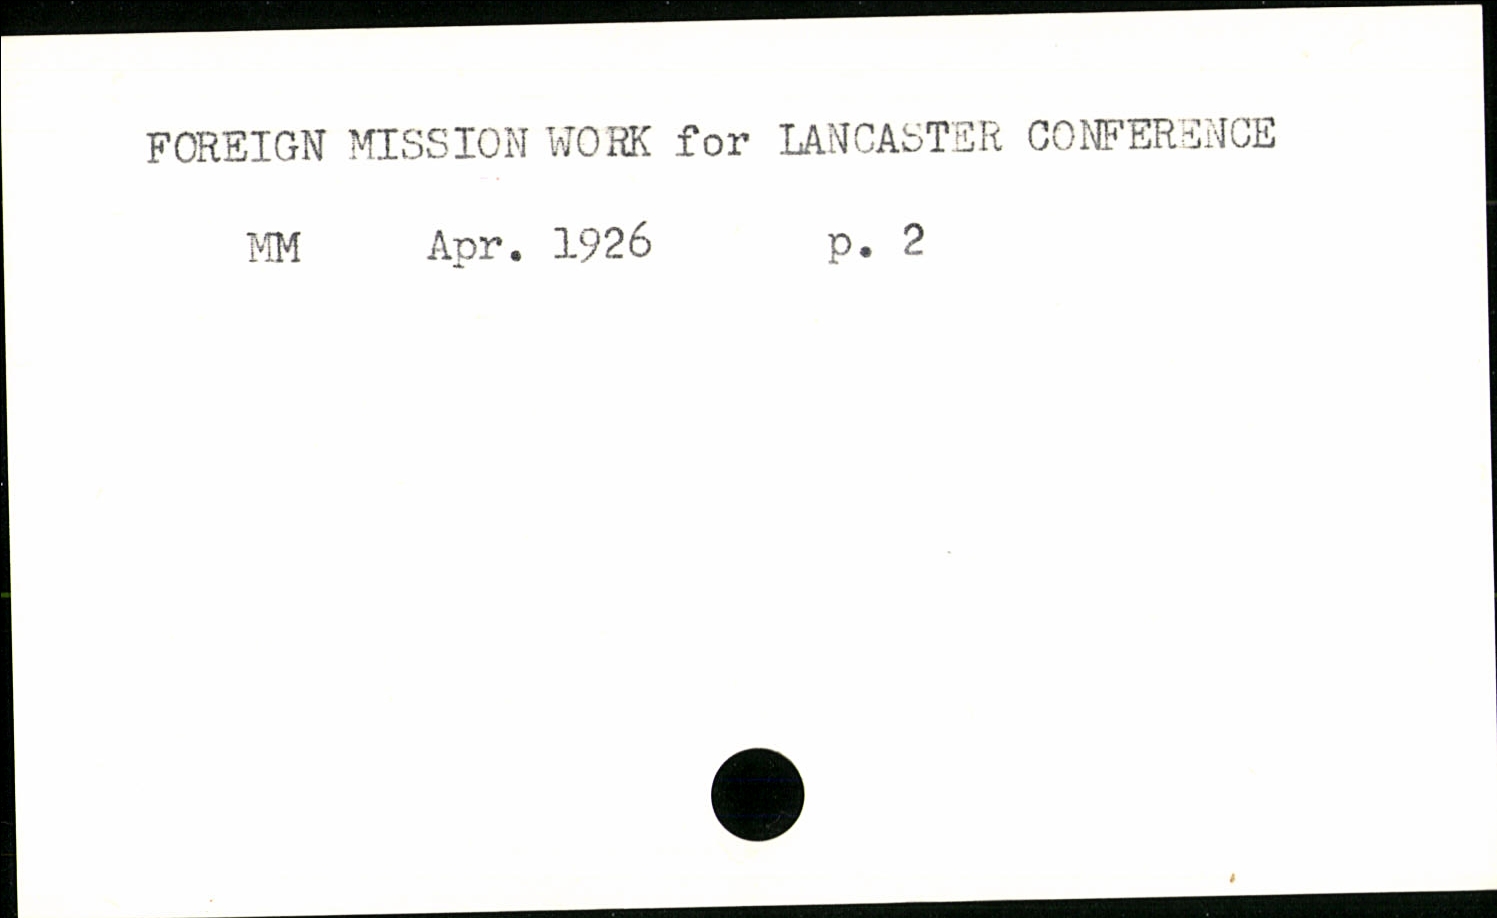 FOREIGN MISSION WORK for LANCASTER CONFERENCE
MM Apr. 1926 p. 2